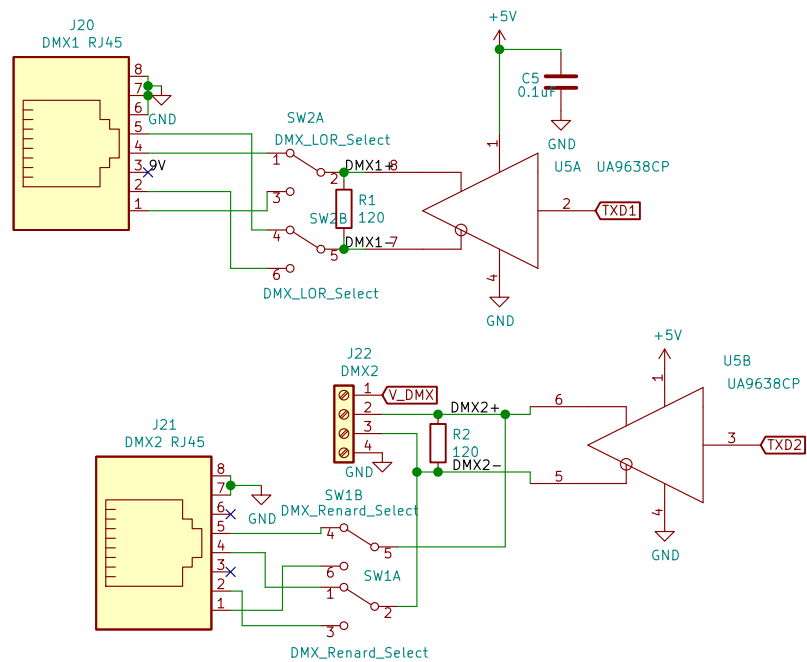 J20
DMX1 RJ45
8
7
6
5
4
3
2
1
GND
9V
SW2A
DMX_LOR_Select
1
2
3
SW2B
4
5
6
DMX_LOR_Select
DMX1+
8
R1
120
DMX1-
7
+5V
C5
0.1uF
GND
1
U5A UA9638CP
2
TXD1
4
GND
J22
DMX2
1
2
3
4
V_DMX
GND
DMX2+
R2
120
DMX2-
+5V
1
U5B
UA9638CP
6
5
3
TXD2
4
GND
J21
DMX2 RJ45
8
7
6
5
4
3
2
1
GND
SW1B
DMX_Renard_Select
4
5
6
SW1A
1
2
3
DMX_Renard_Select